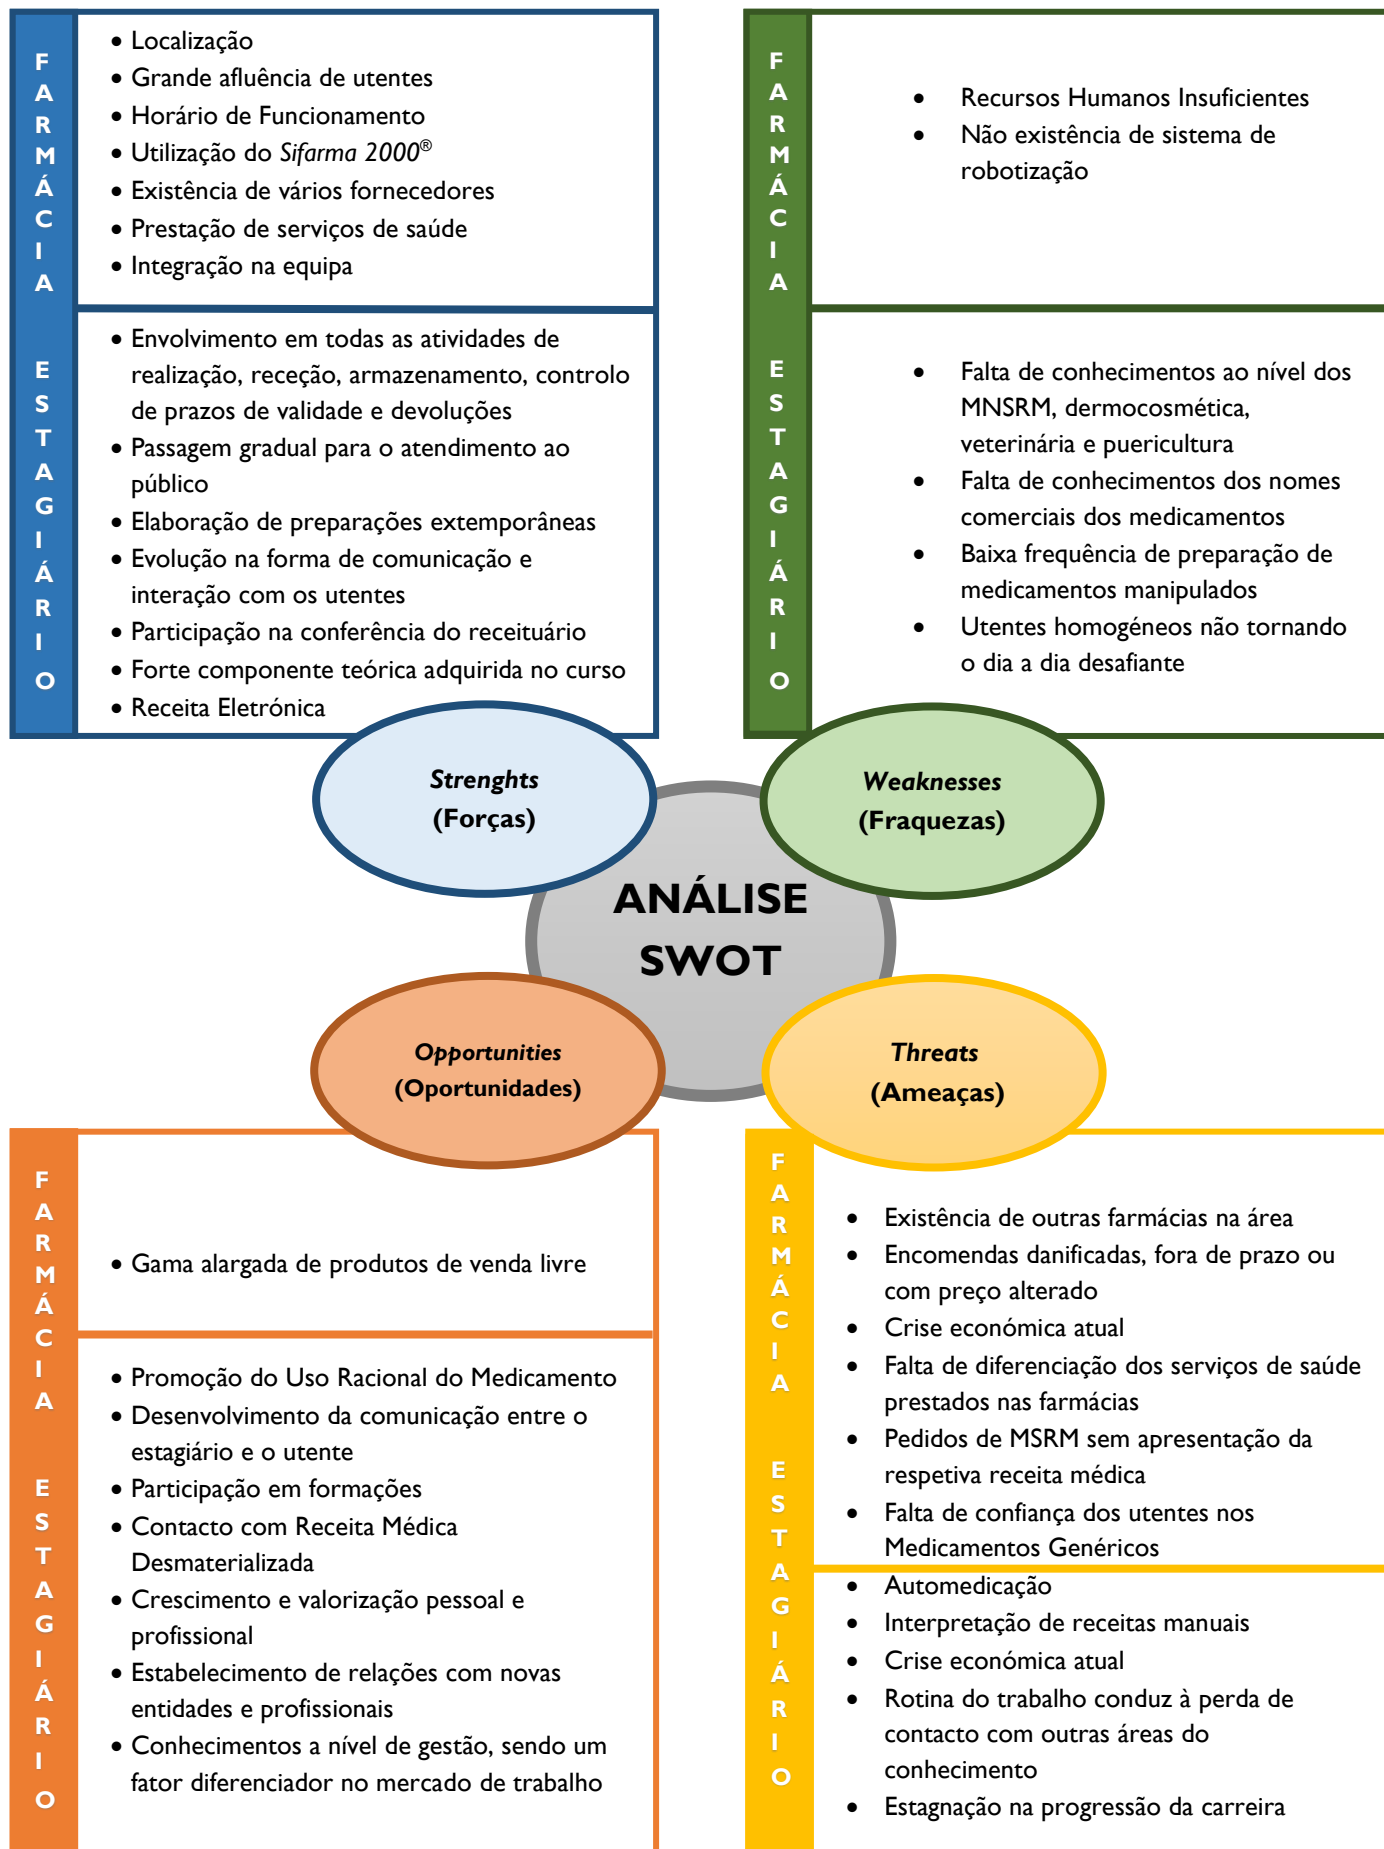 FARMÁCIA
• Localização
• Grande afluência de utentes
• Horário de Funcionamento
• Utilização do Sifarma 2000®
• Existência de vários fornecedores
• Prestação de serviços de saúde
• Integração na equipa
ESTAGIÁRIO
• Envolvimento em todas as atividades de
realização, receção, armazenamento, controlo
de prazos de validade e devoluções
• Passagem gradual para o atendimento ao
público
• Elaboração de preparações extemporâneas
• Evolução na forma de comunicação e
interação com os utentes
• Participação na conferência do receituário
• Forte componente teórica adquirida no curso
• Receita Eletrónica
FARMÁCIA
• Recursos Humanos Insuficientes
• Não existência de sistema de
robotização
ESTAGIÁRIO
• Falta de conhecimentos ao nível dos
MNSRM, dermocosmética,
veterinária e puericultura
• Falta de conhecimentos dos nomes
comerciais dos medicamentos
• Baixa frequência de preparação de
medicamentos manipulados
• Utentes homogéneos não tornando
o dia a dia desafiante
Strenghts
(Forças)
Weaknesses
(Fraquezas)
ANÁLISE
SWOT
Opportunities
(Oportunidades)
Threats
(Ameaças)
FARMÁCIA
• Gama alargada de produtos de venda livre
ESTAGIÁRIO
• Promoção do Uso Racional do Medicamento
• Desenvolvimento da comunicação entre o
estagiário e o utente
• Participação em formações
• Contacto com Receita Médica
Desmaterializada
• Crescimento e valorização pessoal e
profissional
• Estabelecimento de relações com novas
entidades e profissionais
• Conhecimentos a nível de gestão, sendo um
fator diferenciador no mercado de trabalho
FARMÁCIA
• Existência de outras farmácias na área
• Encomendas danificadas, fora de prazo ou
com preço alterado
• Crise económica atual
• Falta de diferenciação dos serviços de saúde
prestados nas farmácias
• Pedidos de MSRM sem apresentação da
respetiva receita médica
• Falta de confiança dos utentes nos
Medicamentos Genéricos
ESTAGIÁRIO
• Automedicação
• Interpretação de receitas manuais
• Crise económica atual
• Rotina do trabalho conduz à perda de
contacto com outras áreas do
conhecimento
• Estagnação na progressão da carreira